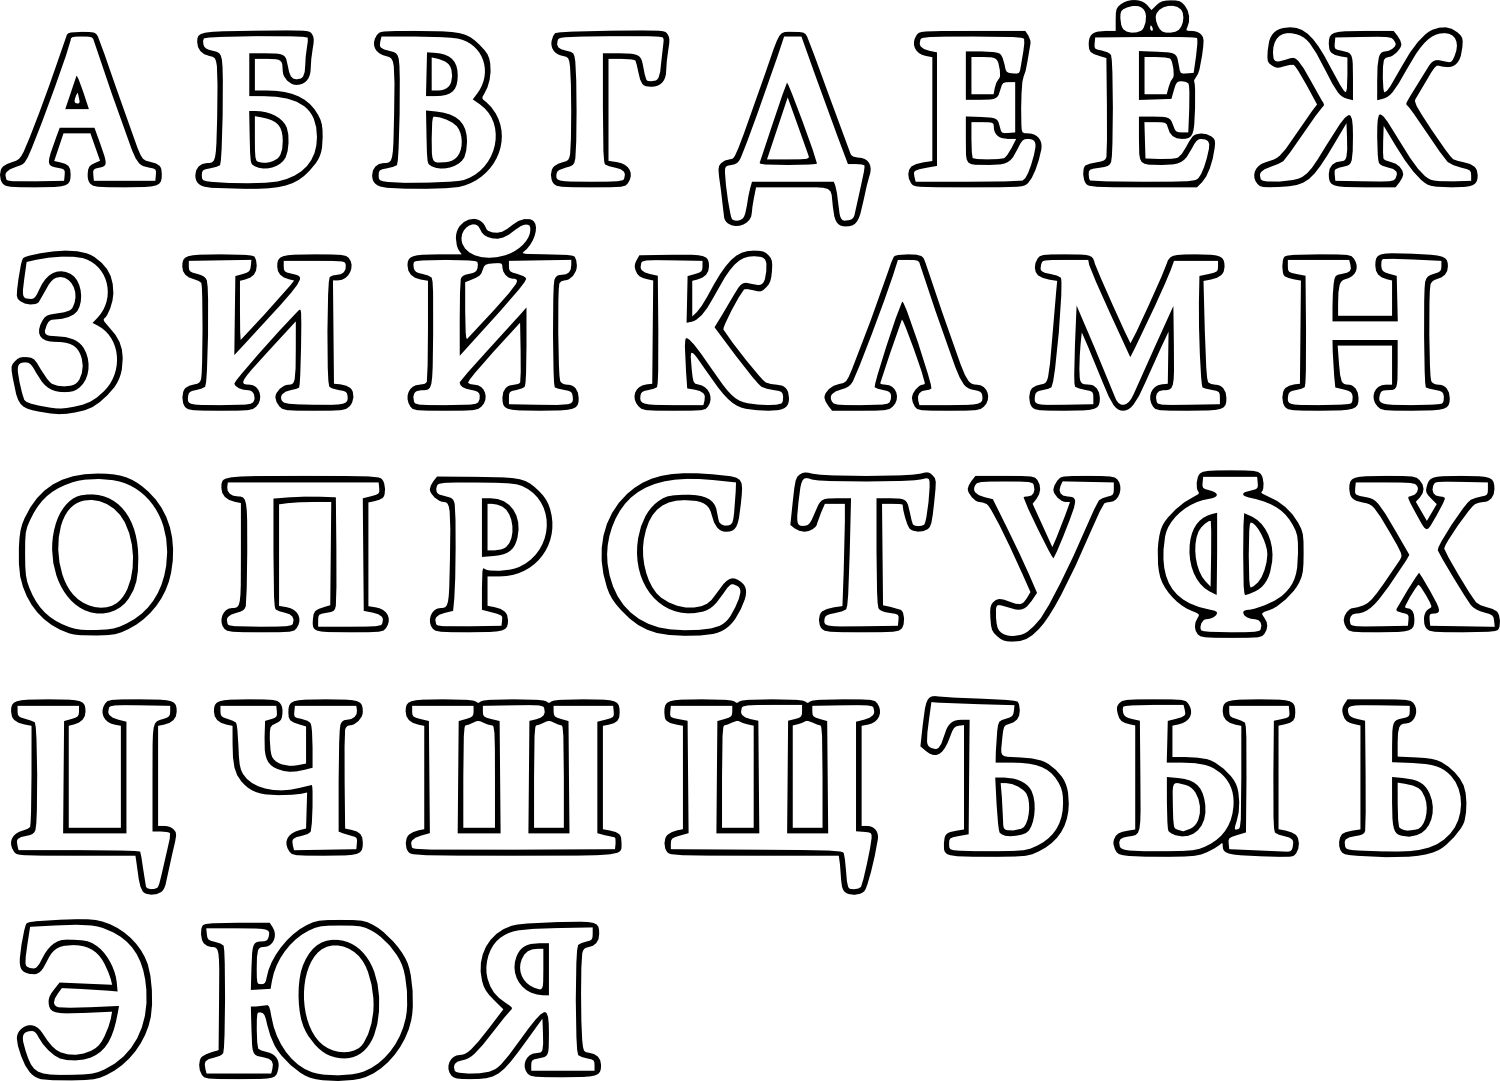 А Б В Г Д Е Ё Ж
З И Й К Л М Н
О П Р С Т У Ф Х
Ц Ч Ш Щ Ъ Ы Ь
Э Ю Я